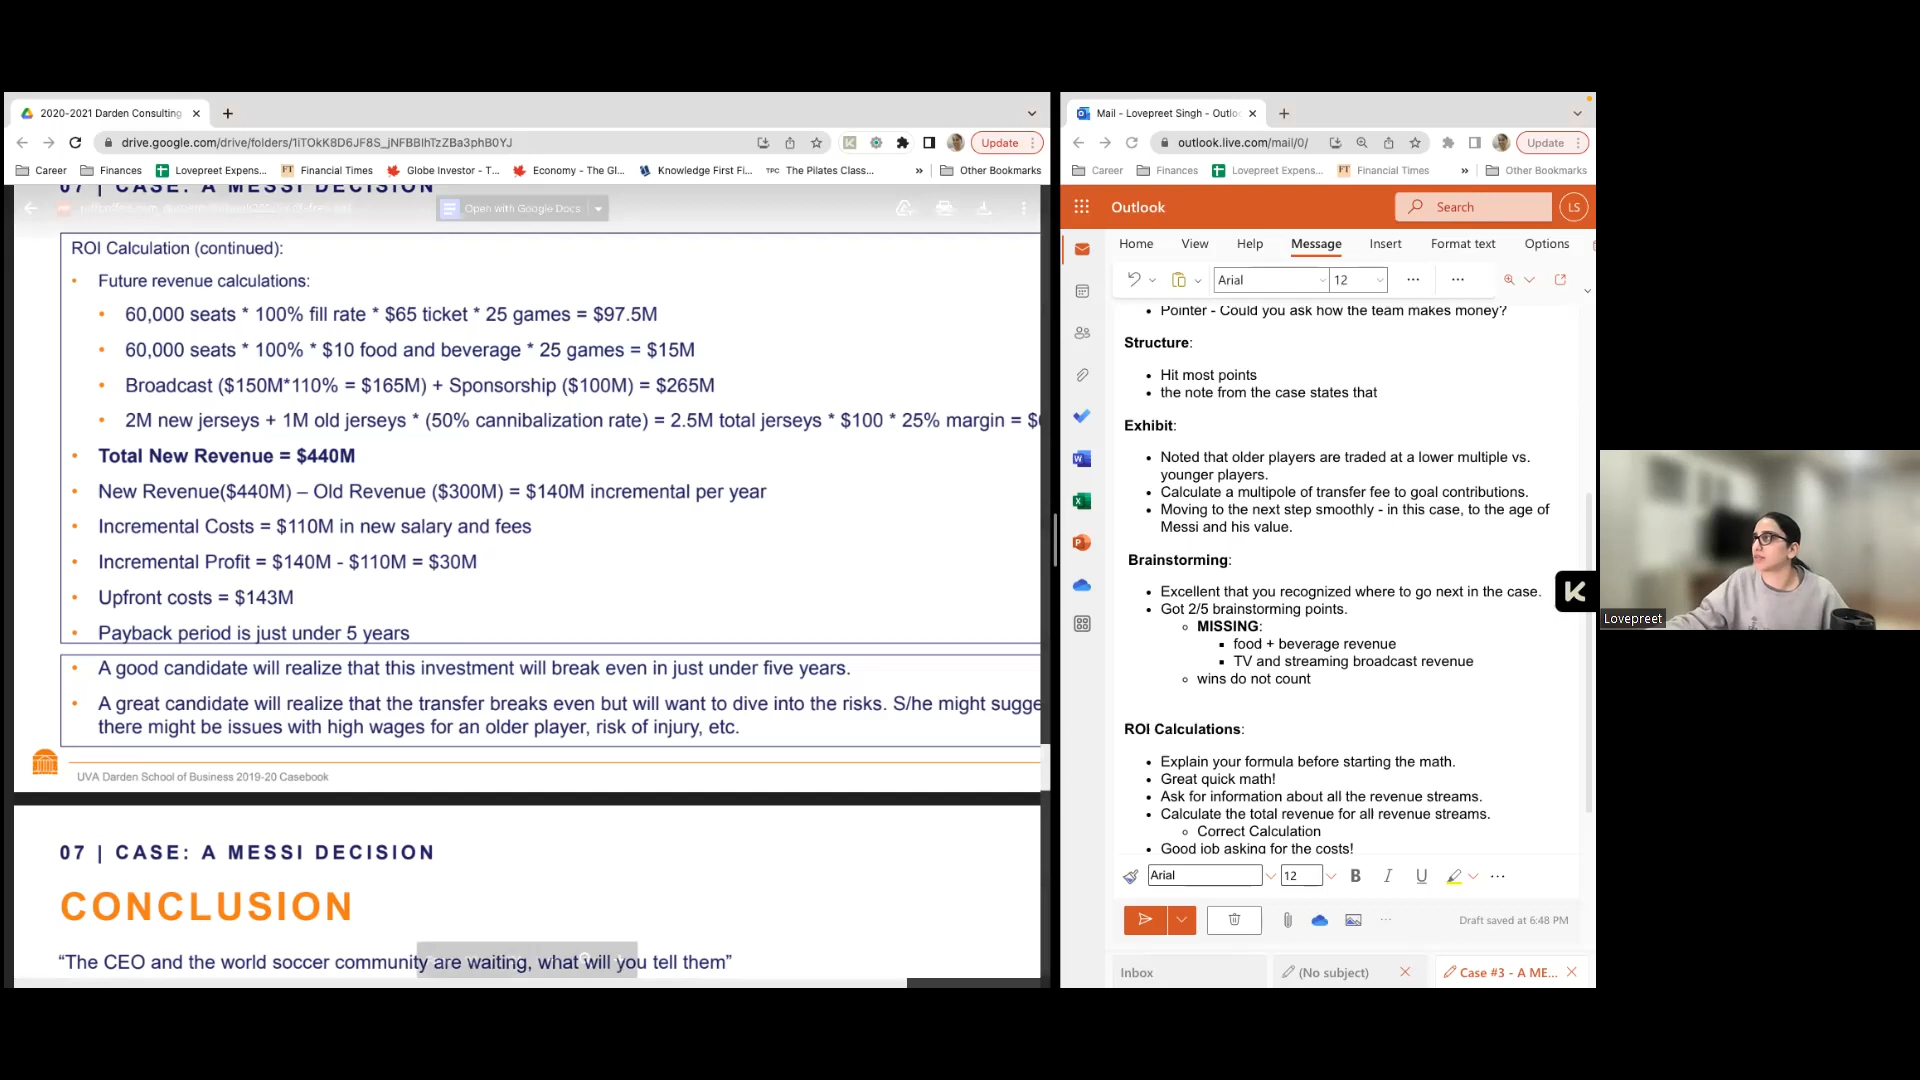 2020-2021 Darden Consulting
drive.google.com/drive/folders/1iTOkK8D6JF8S_jNFBBIhTzZBa3phB0YJ
Update
Career
Finances
Lovepreet Expens...
FT Financial Times
Globe Investor - T...
Economy - The Gl...
Knowledge First Fi...
TPC The Pilates Class...
»
Other Bookmarks
07 | CASE: A MESSI DECISION
Open with Google Docs
ROI Calculation (continued):
• Future revenue calculations:
• 60,000 seats * 100% fill rate * $65 ticket * 25 games = $97.5M
• 60,000 seats * 100% * $10 food and beverage * 25 games = $15M
• Broadcast ($150M*110% = $165M) + Sponsorship ($100M) = $265M
• 2M new jerseys + 1M old jerseys * (50% cannibalization rate) = 2.5M total jerseys * $100 * 25% margin = $
• Total New Revenue = $440M
• New Revenue($440M) – Old Revenue ($300M) = $140M incremental per year
• Incremental Costs = $110M in new salary and fees
• Incremental Profit = $140M - $110M = $30M
• Upfront costs = $143M
• Payback period is just under 5 years
• A good candidate will realize that this investment will break even in just under five years.
• A great candidate will realize that the transfer breaks even but will want to dive into the risks. S/he might sugge
there might be issues with high wages for an older player, risk of injury, etc.
UVA Darden School of Business 2019-20 Casebook
07 | CASE: A MESSI DECISION
CONCLUSION
“The CEO and the world soccer community are waiting, what will you tell them”
Mail - Lovepreet Singh - Outlo
outlook.live.com/mail/0/
Update
Career
Finances
Lovepreet Expens...
FT Financial Times
»
Other Bookmarks
Outlook
Search
LS
Home View Help Message Insert Format text Options
Arial 12
• Pointer - Could you ask how the team makes money?
Structure:
• Hit most points
• the note from the case states that
Exhibit:
• Noted that older players are traded at a lower multiple vs.
younger players.
• Calculate a multipole of transfer fee to goal contributions.
• Moving to the next step smoothly - in this case, to the age of
Messi and his value.
Brainstorming:
• Excellent that you recognized where to go next in the case.
• Got 2/5 brainstorming points.
MISSING:
food + beverage revenue
TV and streaming broadcast revenue
wins do not count
ROI Calculations:
• Explain your formula before starting the math.
• Great quick math!
• Ask for information about all the revenue streams.
• Calculate the total revenue for all revenue streams.
Correct Calculation
• Good job asking for the costs!
Arial 12 B I U
Draft saved at 6:48 PM
Inbox
(No subject)
Case #3 - A ME...
K
Lovepreet